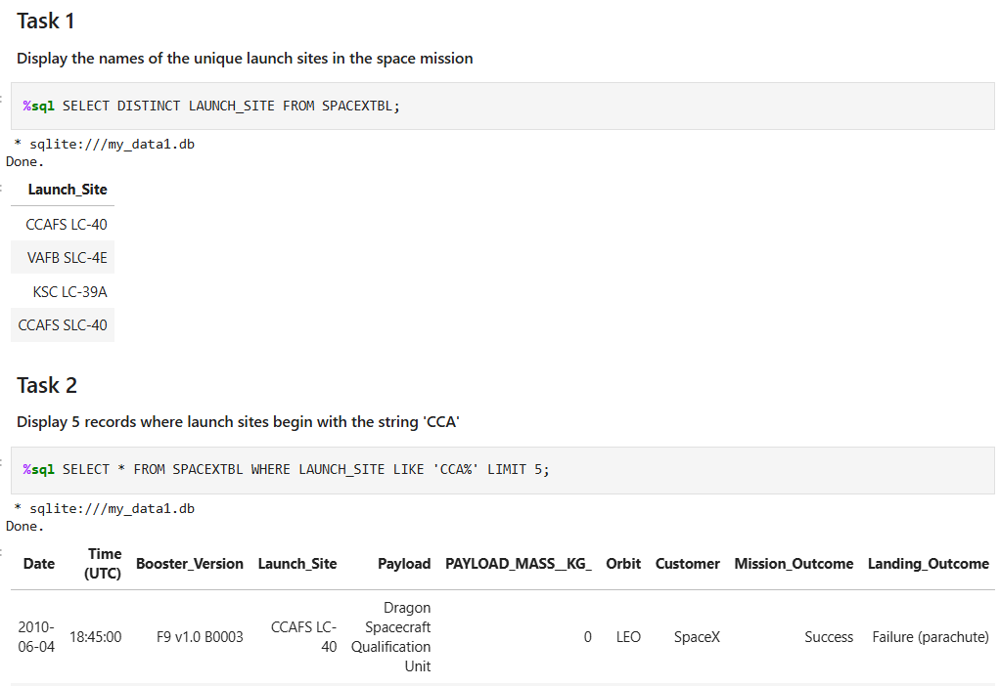 Task 1
Display the names of the unique launch sites in the space mission
%sql SELECT DISTINCT LAUNCH_SITE FROM SPACEXTBL;
* sqlite:///my_data1.db
Done.
Launch_Site
CCAFS LC-40
VAFB SLC-4E
KSC LC-39A
CCAFS SLC-40
Task 2
Display 5 records where launch sites begin with the string 'CCA'
%sql SELECT * FROM SPACEXTBL WHERE LAUNCH_SITE LIKE 'CCA%' LIMIT 5;
* sqlite:///my_data1.db
Done.
Date Time (UTC) Booster_Version Launch_Site Payload PAYLOAD_MASS__KG_ Orbit Customer Mission_Outcome Landing_Outcome
2010-06-04 18:45:00 F9 v1.0 B0003 CCAFS LC-40 Dragon Spacecraft Qualification Unit 0 LEO SpaceX Success Failure (parachute)